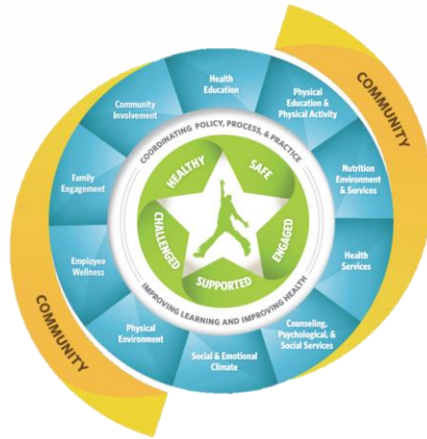 COMMUNITY
Health
Education
Physical
Education &
Physical Activity
Nutrition
Environment
& Services
Health
Services
Counseling,
Psychological, &
Social Services
Social & Emotional
Climate
Physical
Environment
Employee
Wellness
Family
Engagement
Community
Involvement
COORDINATING POLICY, PROCESS, & PRACTICE
IMPROVING LEARNING AND IMPROVING HEALTH
HEALTHY
SAFE
ENGAGED
SUPPORTED
CHALLENGED
COMMUNITY